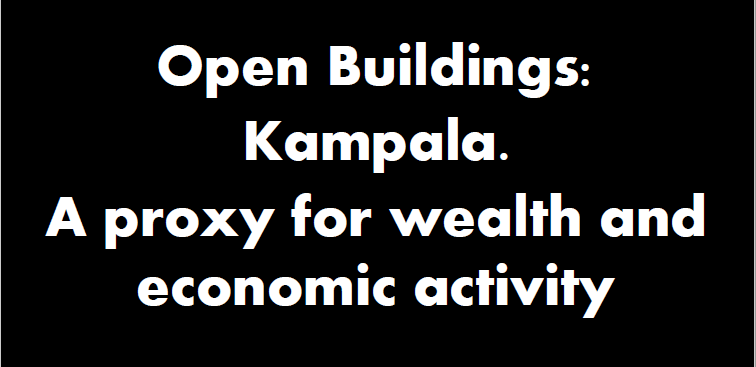 Open Buildings:
Kampala.
A proxy for wealth and
economic activity